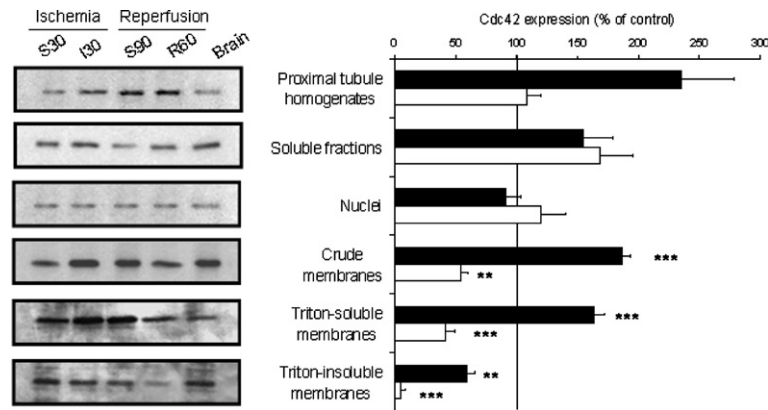 Ischemia Reperfusion
S30 I30 S90 R60 Brain
Cdc42 expression (% of control)
0 50 100 150 200 250 300
Proximal tubule
homogenates
Soluble fractions
Nuclei
Crude
membranes
***
**
Triton-soluble
membranes
***
***
Triton-insoluble
membranes
**
***